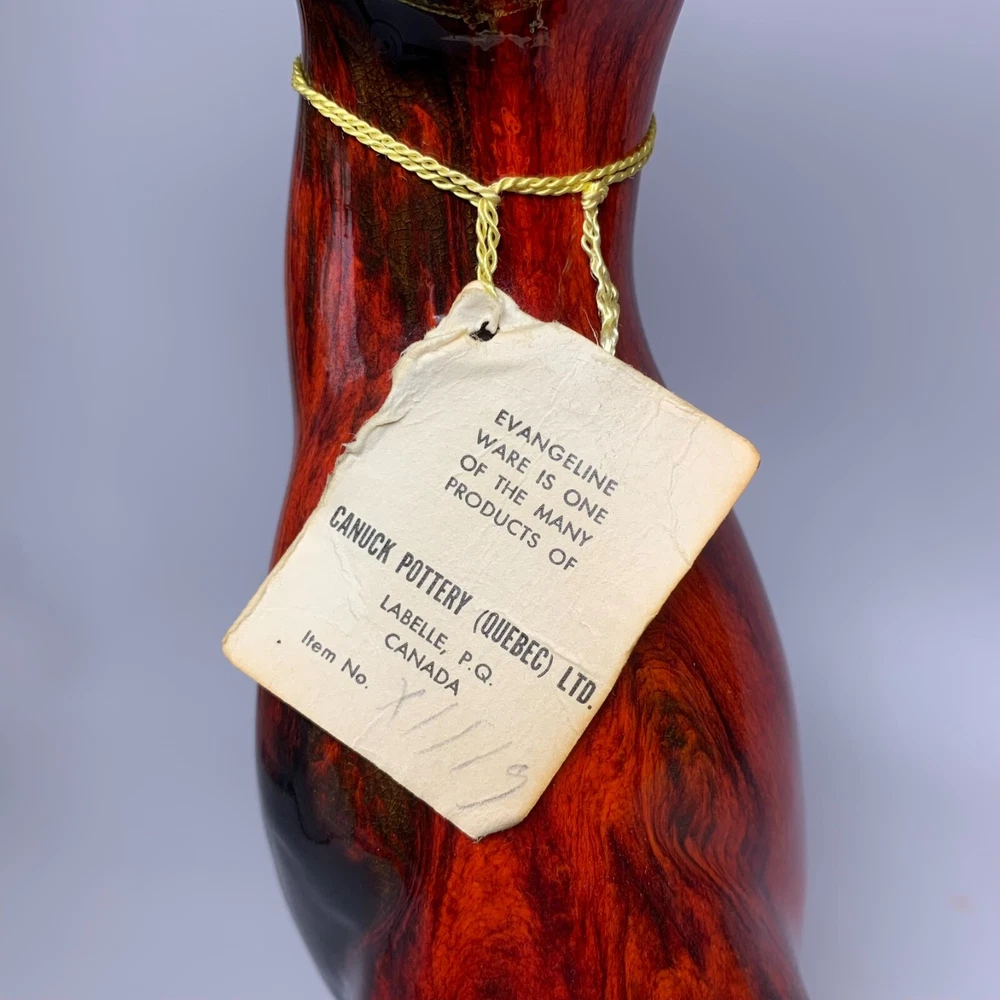 EVANGELINE
WARE IS ONE
OF THE MANY
PRODUCTS OF
CANUCK POTTERY (QUEBEC) LTD.
LABELLE, P.Q.
CANADA
Item No.